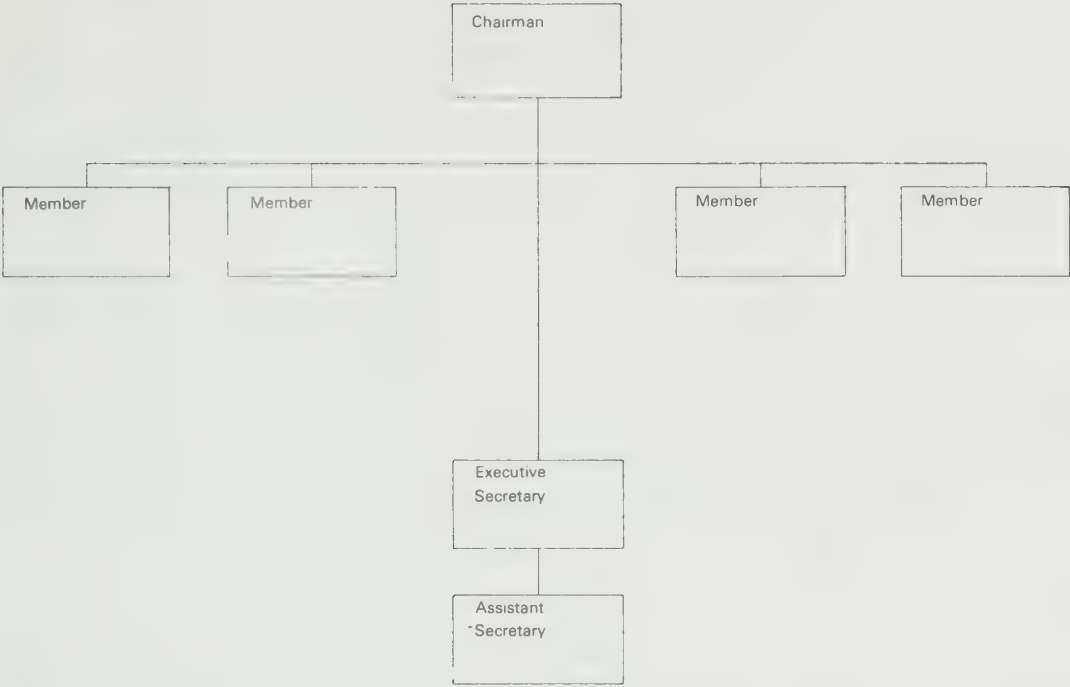 Chairman
Member
Member
Member
Member
Executive
Secretary
Assistant
Secretary